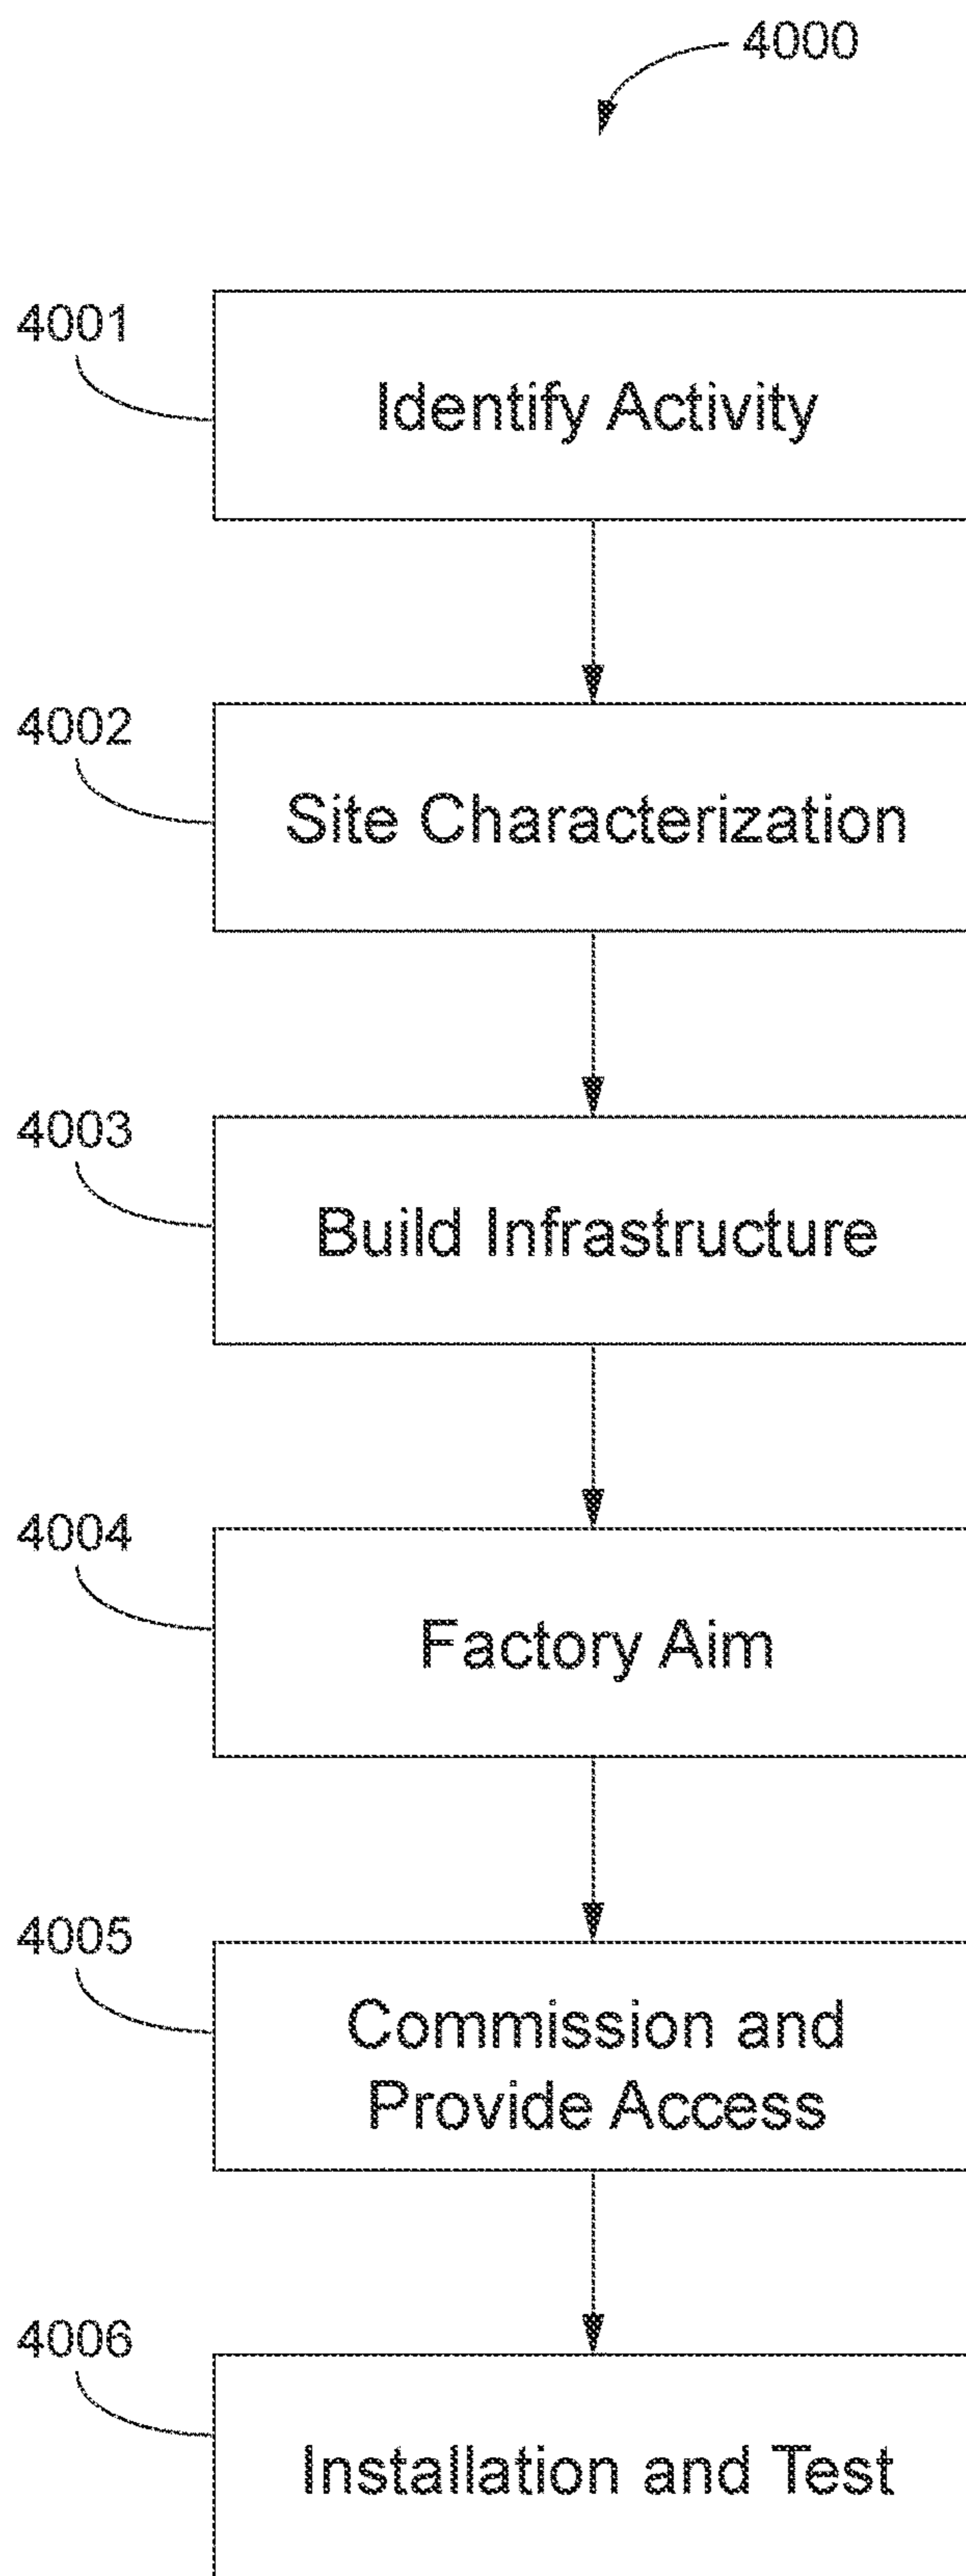 4000
4001
Identify Activity
4002
Site Characterization
4003
Build Infrastructure
4004
Factory Aim
4005
Commission and
Provide Access
4006
Installation and Test